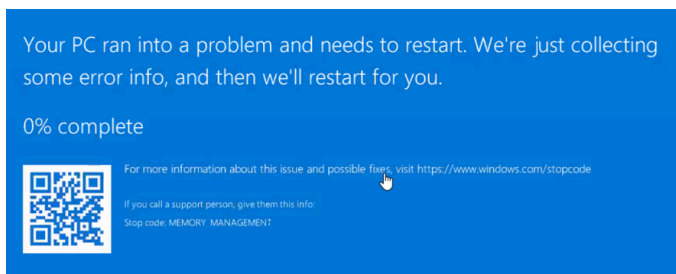 Your PC ran into a problem and needs to restart. We're just collecting
some error info, and then we'll restart for you.
0% complete
For more information about this issue and possible fixes, visit https://www.windows.com/stopcode
If you call a support person, give them this info:
Stop code: MEMORY MANAGEMENT